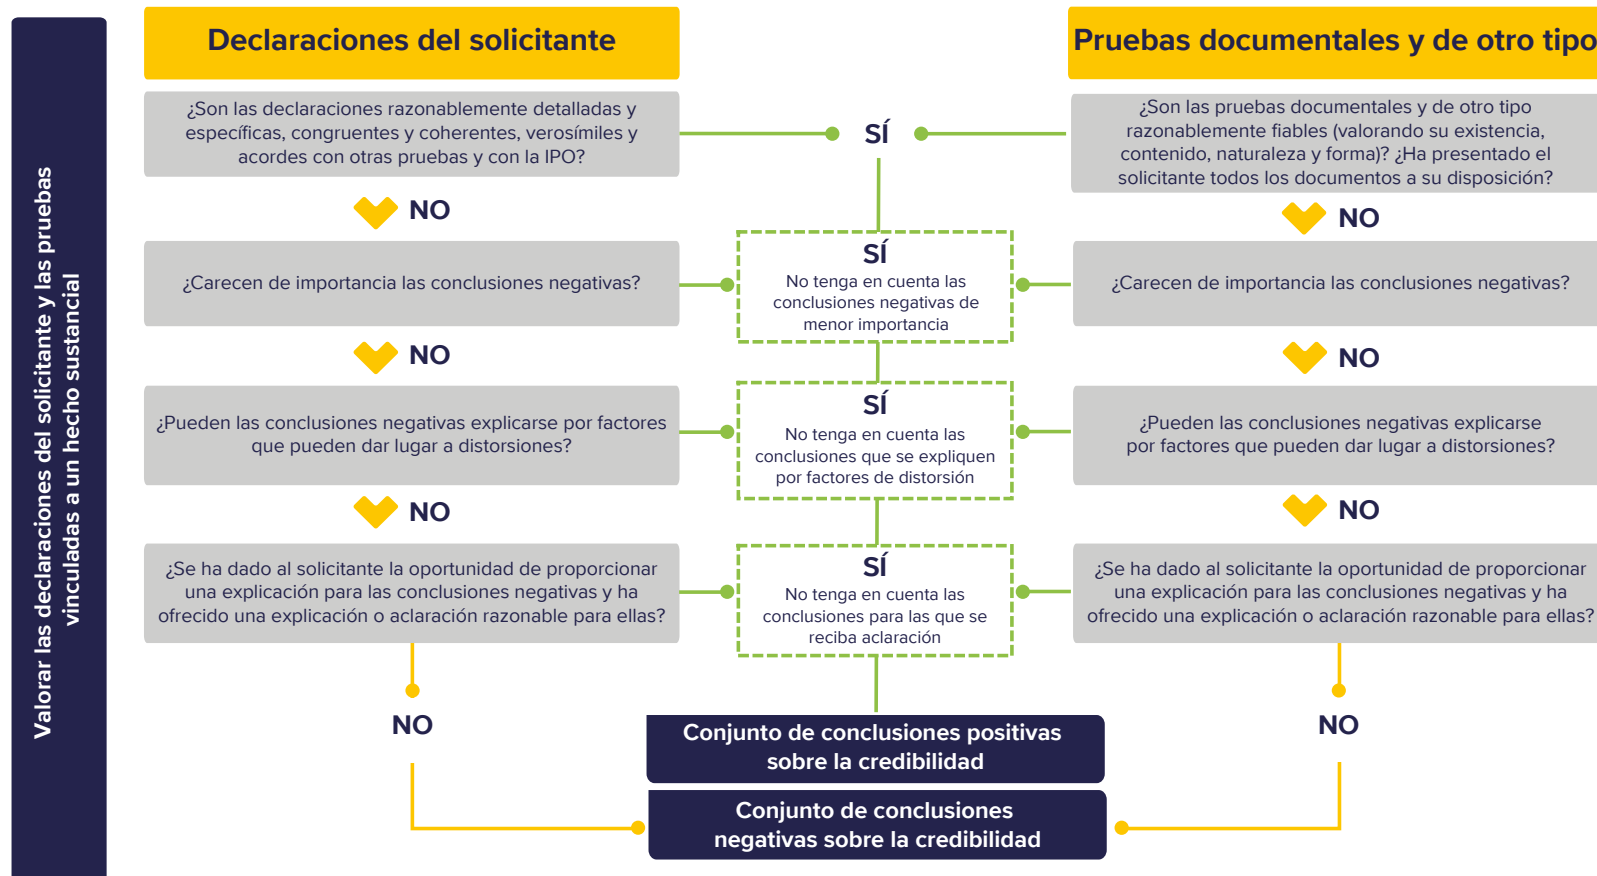 Valorar las declaraciones del solicitante y las pruebas
vinculadas a un hecho sustancial
Declaraciones del solicitante
¿Son las declaraciones razonablemente detalladas y
específicas, congruentes y coherentes, verosímiles y
acordes con otras pruebas y con la IPO?
NO
¿Carecen de importancia las conclusiones negativas?
NO
¿Pueden las conclusiones negativas explicarse por factores
que pueden dar lugar a distorsiones?
NO
¿Se ha dado al solicitante la oportunidad de proporcionar
una explicación para las conclusiones negativas y ha
ofrecido una explicación o aclaración razonable para ellas?
NO
SÍ
SÍ
No tenga en cuenta las
conclusiones negativas de
menor importancia
SÍ
No tenga en cuenta las
conclusiones que se expliquen
por factores de distorsión
SÍ
No tenga en cuenta las
conclusiones para las que se
reciba aclaración
Pruebas documentales y de otro tipo
¿Son las pruebas documentales y de otro tipo
razonablemente fiables (valorando su existencia,
contenido, naturaleza y forma)? ¿Ha presentado el
solicitante todos los documentos a su disposición?
NO
¿Carecen de importancia las conclusiones negativas?
NO
¿Pueden las conclusiones negativas explicarse
por factores que pueden dar lugar a distorsiones?
NO
¿Se ha dado al solicitante la oportunidad de proporcionar
una explicación para las conclusiones negativas y ha
ofrecido una explicación o aclaración razonable para ellas?
NO
Conjunto de conclusiones positivas
sobre la credibilidad
Conjunto de conclusiones
negativas sobre la credibilidad